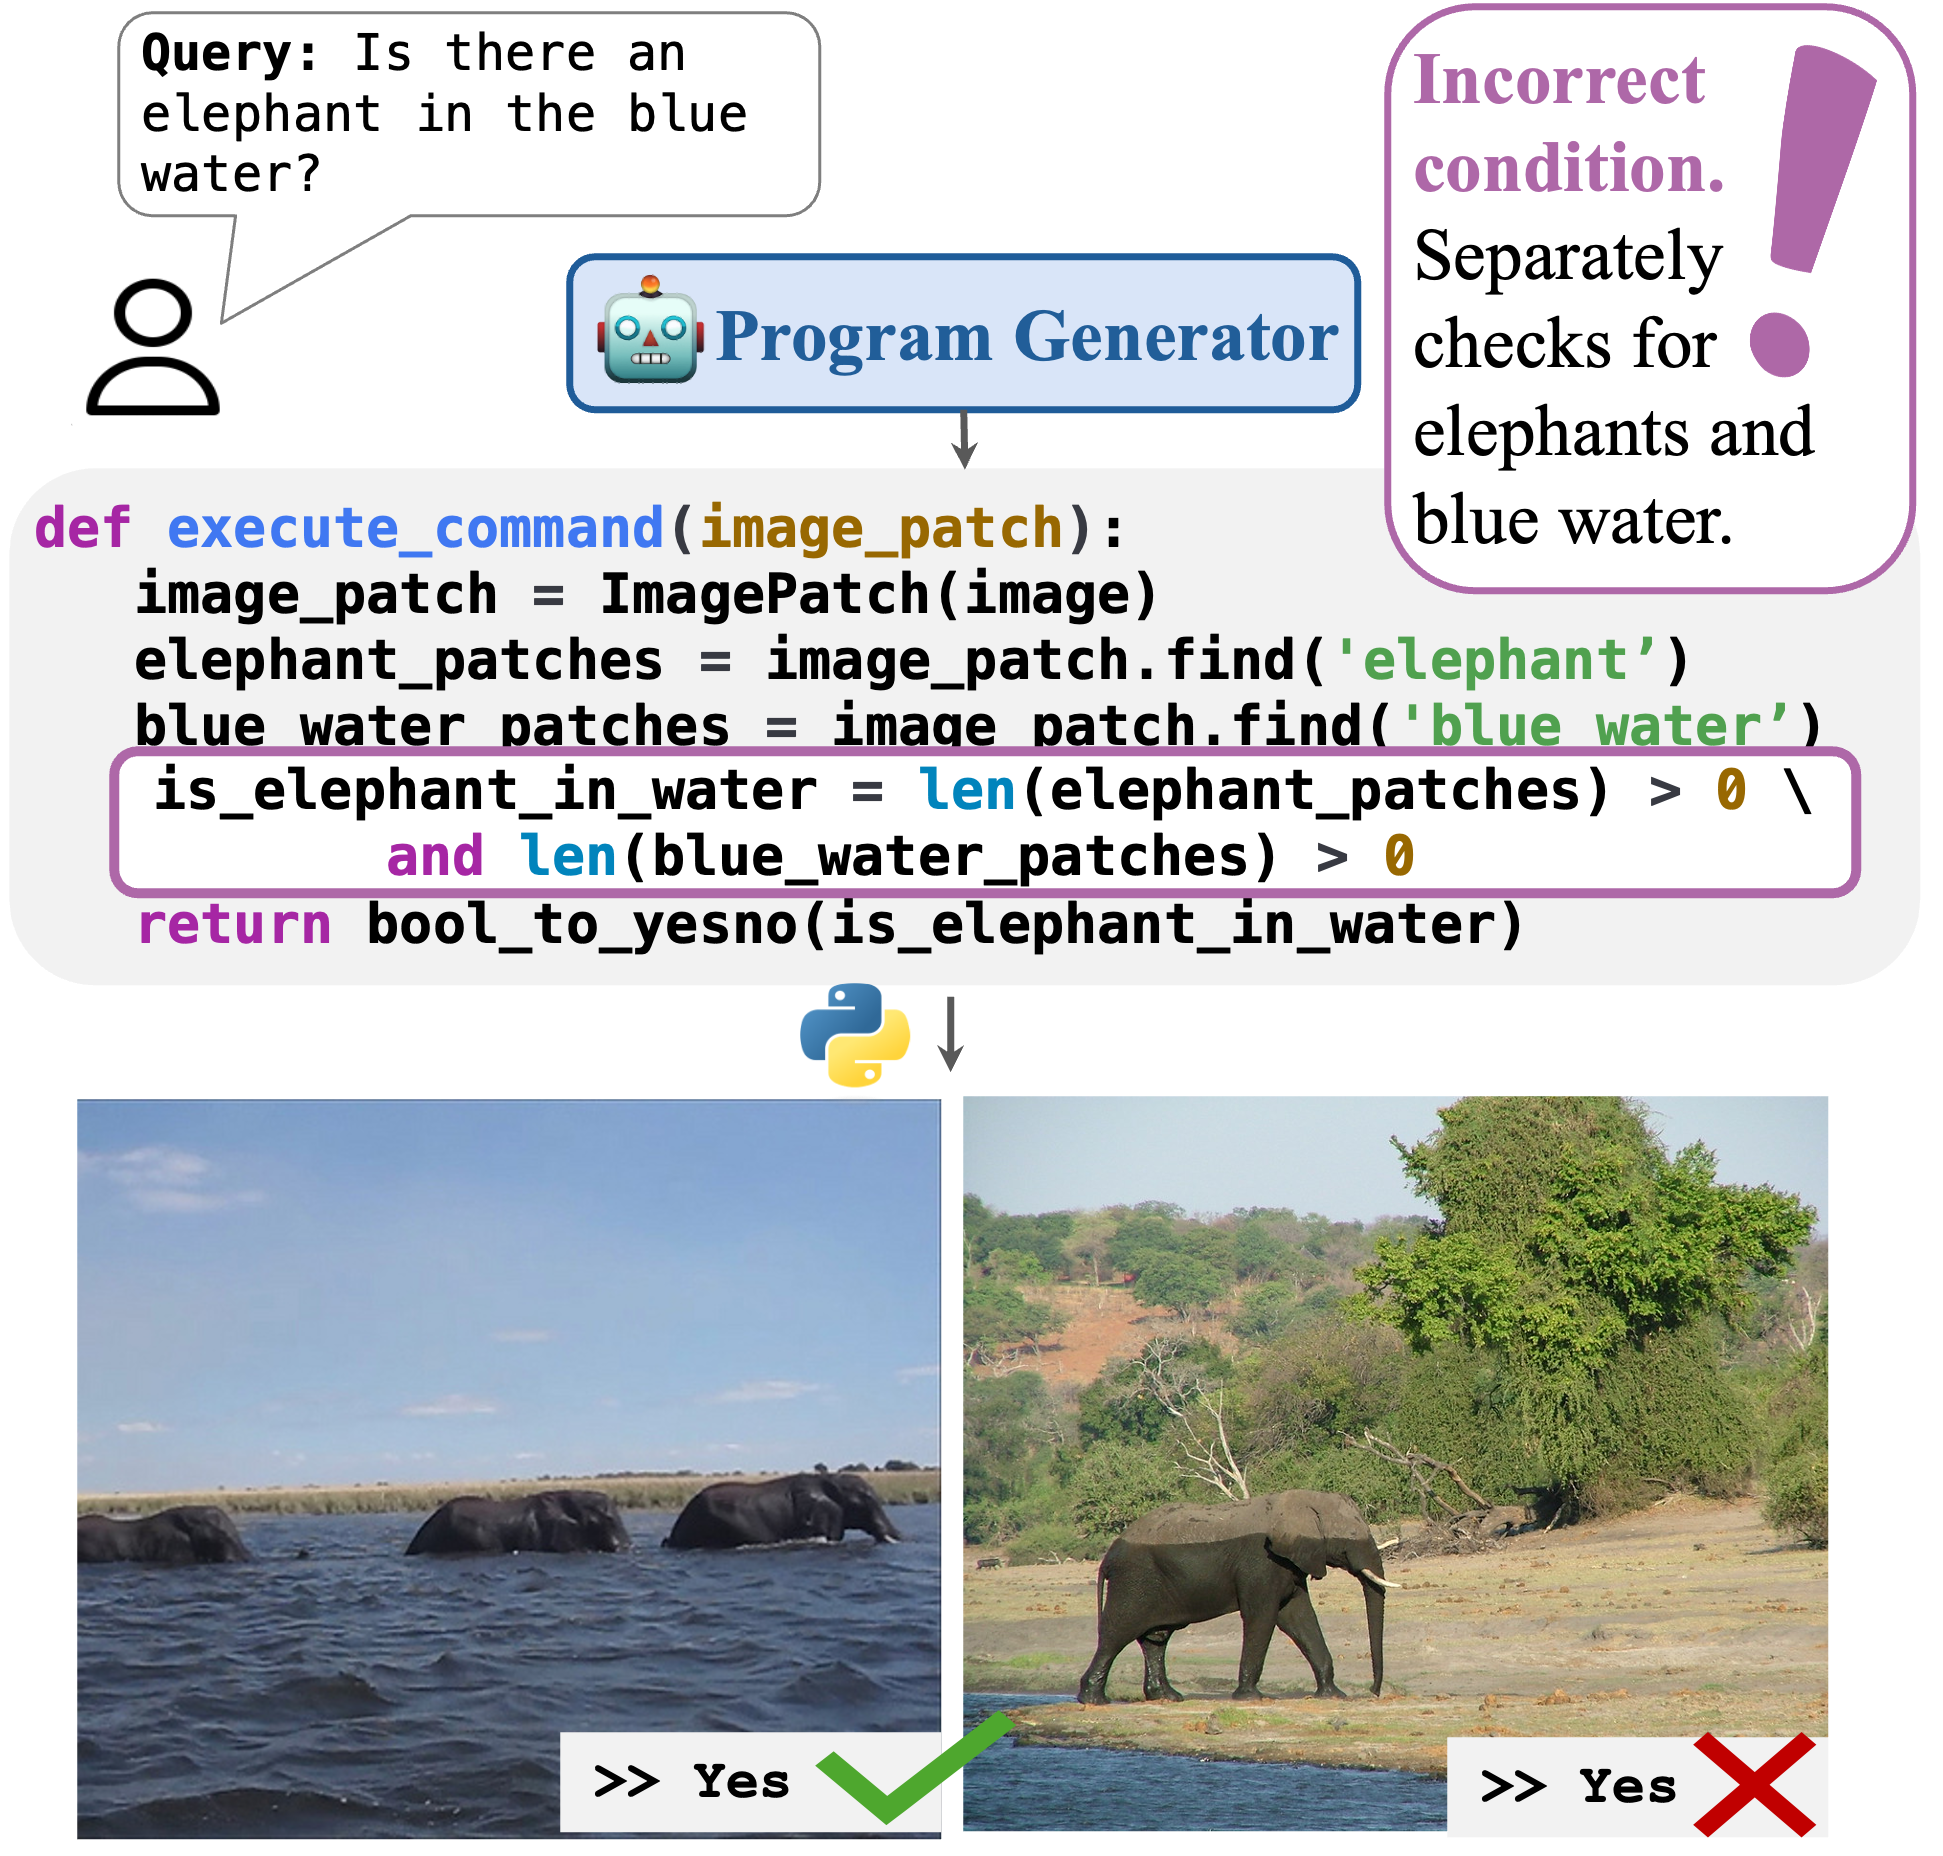 Query: Is there an
elephant in the blue
water?
Program Generator
Incorrect
condition.
Separately
checks for
elephants and
blue water.
def execute_command(image_patch):
image_patch = ImagePatch(image)
elephant_patches = image_patch.find('elephant’)
blue_water_patches = image_patch.find('blue water’)
is_elephant_in_water = len(elephant_patches) > 0 \
and len(blue_water_patches) > 0
return bool_to_yesno(is_elephant_in_water)
>> Yes
>> Yes